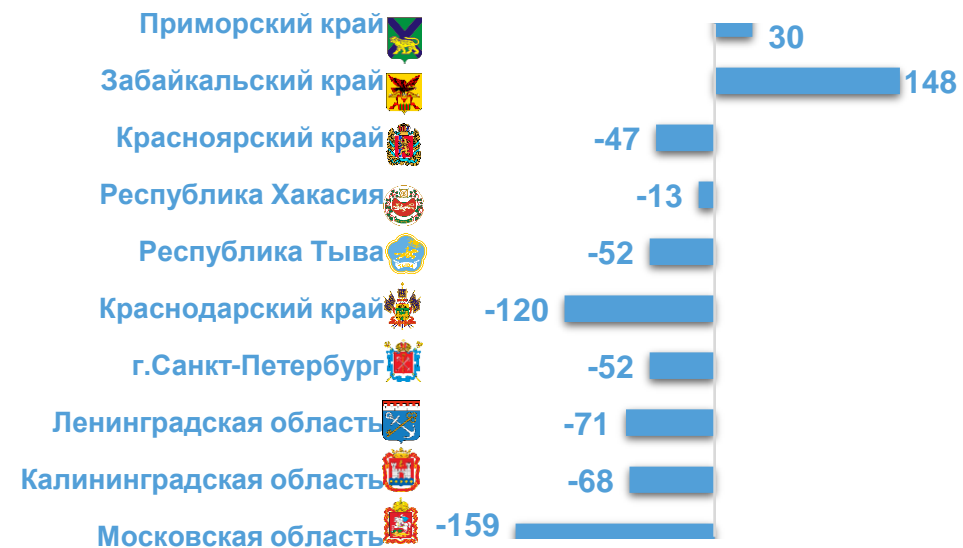 Приморский край 30
Забайкальский край 148
Красноярский край -47
Республика Хакасия -13
Республика Тыва -52
Краснодарский край -120
г.Санкт-Петербург -52
Ленинградская область -71
Калининградская область -68
Московская область -159